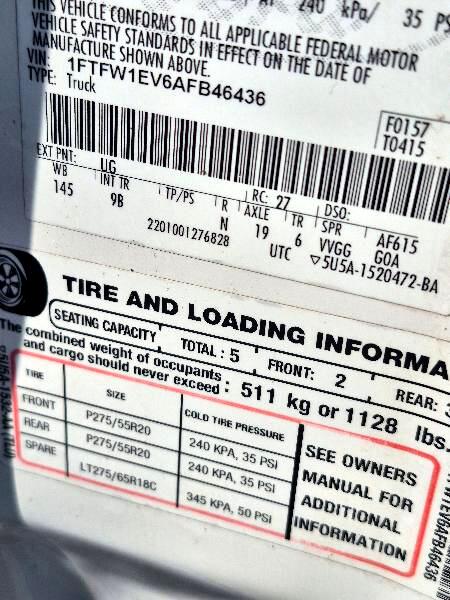 240 kPa/ 35 PS
THIS VEHICLE CONFORMS TO ALL APPLICABLE FEDERAL MOTOR
VEHICLE SAFETY STANDARDS IN EFFECT ON THE DATE OF
MANUFACTURE SHOWN ABOVE.
VIN: 1FTFW1EV6AFB46436
TYPE: Truck
F0157
T0415
EXT PNT: UG RC: 27 DSO:
WB INT TR TP/PS R AXLE TR SPR AF615
145 9B N 19 6 VVGG G0A
2201001276828 UTC ▽5U5A-1520472-BA
TIRE AND LOADING INFORMA
SEATING CAPACITY TOTAL: 5 FRONT: 2 REAR: 3
The combined weight of occupants
and cargo should never exceed: 511 kg or 1128 lbs.
TIRE SIZE COLD TIRE PRESSURE
FRONT P275/55R20 240 KPA, 35 PSI
REAR P275/55R20 240 KPA, 35 PSI
SPARE LT275/65R18C 345 KPA, 50 PSI
SEE OWNERS
MANUAL FOR
ADDITIONAL
INFORMATION
1EV6AFB46436